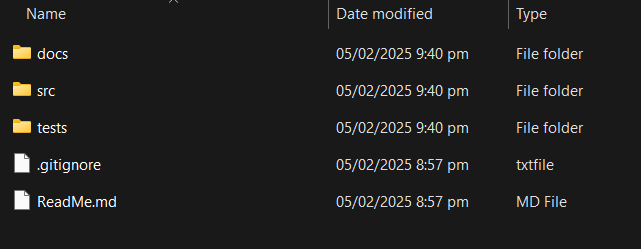 Name Date modified Type
docs 05/02/2025 9:40 pm File folder
src 05/02/2025 9:40 pm File folder
tests 05/02/2025 9:40 pm File folder
.gitignore 05/02/2025 8:57 pm txtfile
ReadMe.md 05/02/2025 8:57 pm MD File